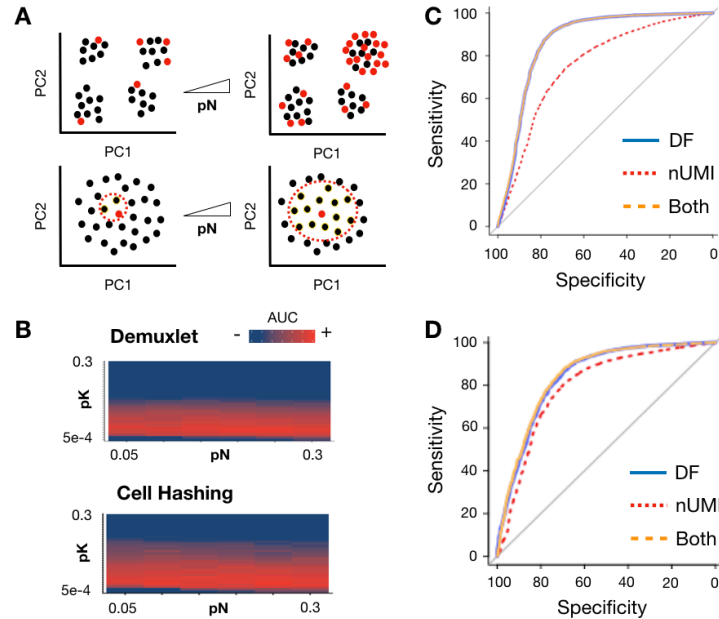 A
PC2
PC1
pN
PC2
PC1
PC2
PC1
pN
PC2
PC1
B
Demuxlet
AUC
- +
0.3
pK
5e-4
0.05 pN 0.3
Cell Hashing
0.3
pK
5e-4
0.05 pN 0.3
C
Sensitivity
100
80
60
40
20
0
DF
nUMI
Both
100 80 60 40 20 0
Specificity
D
Sensitivity
100
80
60
40
20
0
DF
nUMI
Both
100 80 60 40 20 0
Specificity